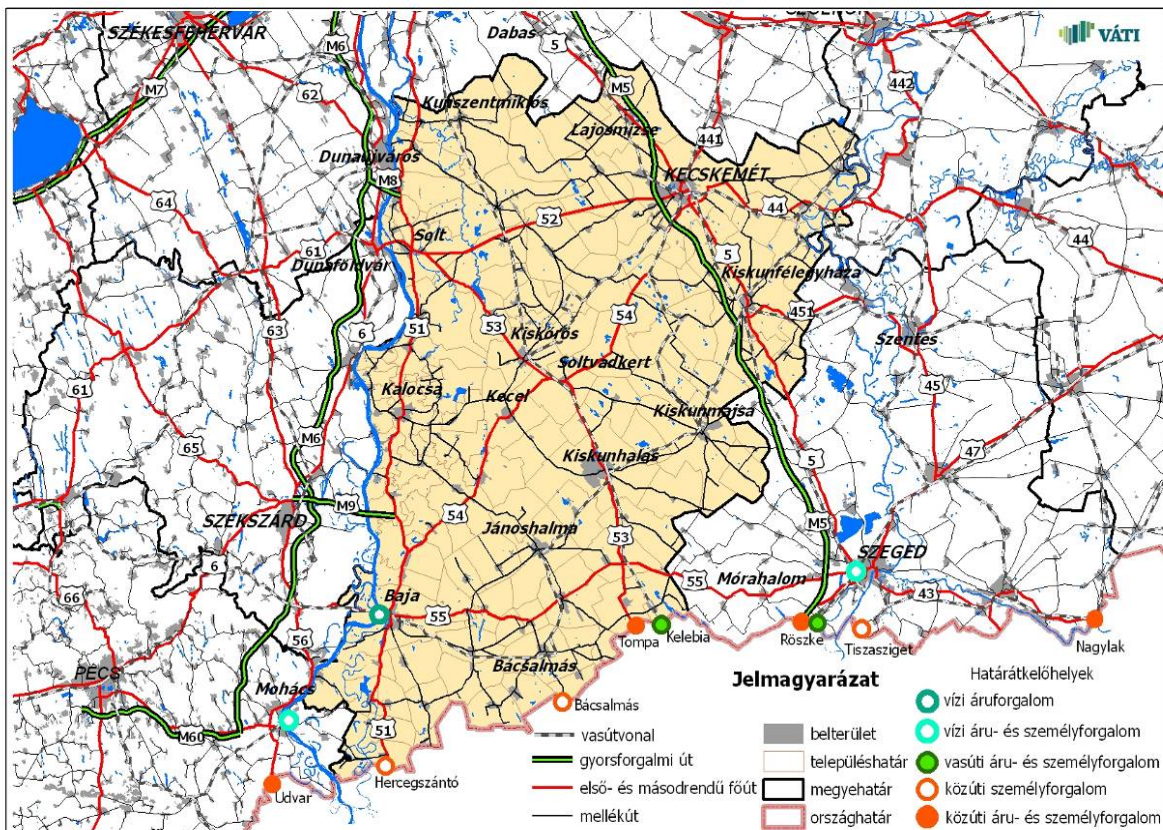 SZÉKESFEHÉRVÁR
M6
Dabas
5
VÁTI
M7
62
M5
442
Kunszentmiklós
Lajosmizse
441
Dunaújváros
KECSKEMÉT
M8
64
52
44
61
Solt
Dunaföldvár
5
44
Kiskunfélegyháza
63
51
53
54
451
6
Kiskőrös
Szentes
Soltvadkert
61
Kalocsa
Kecel
45
Kiskunmajsa
M6
65
5
47
Kiskunhalas
M9
SZEKSZÁRD
54
Jánoshalma
M5
53
SZEGED
6
66
Mórahalom
55
43
Baja
55
56
Tompa
Kelebia
Röszke
Tiszasziget
Nagylak
PÉCS
Bácsalmás
Mohács
Bácsalmás
M60
51
Hercegszántó
Udvar
Jelmagyarázat
vasútvonal
gyorsforgalmi út
első- és másodrendű főút
mellékút
belterület
településhatár
megyehatár
országhatár
Határátkelőhelyek
vízi áruforgalom
vízi áru- és személyforgalom
vasúti áru- és személyforgalom
közúti személyforgalom
közúti áru- és személyforgalom